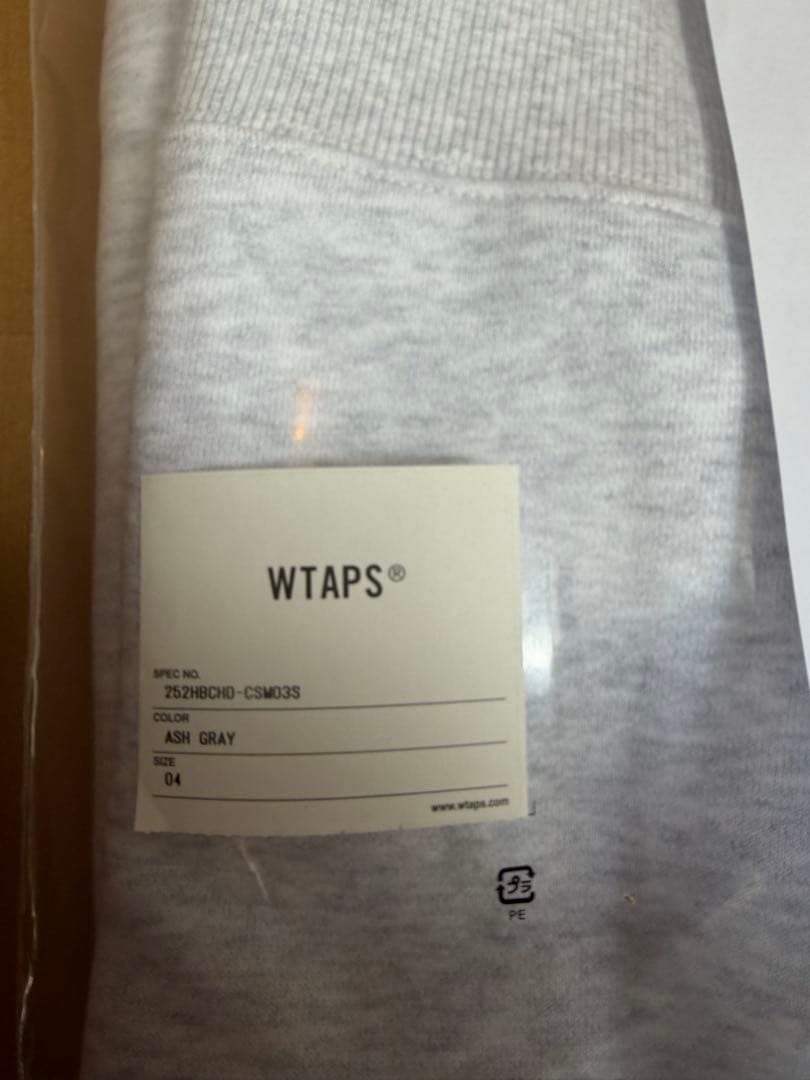 WTAPS®
SPEC NO.
252HBCHD-CSM03S
COLOR
ASH GRAY
SIZE
04
www.wtaps.com
プラ
PE